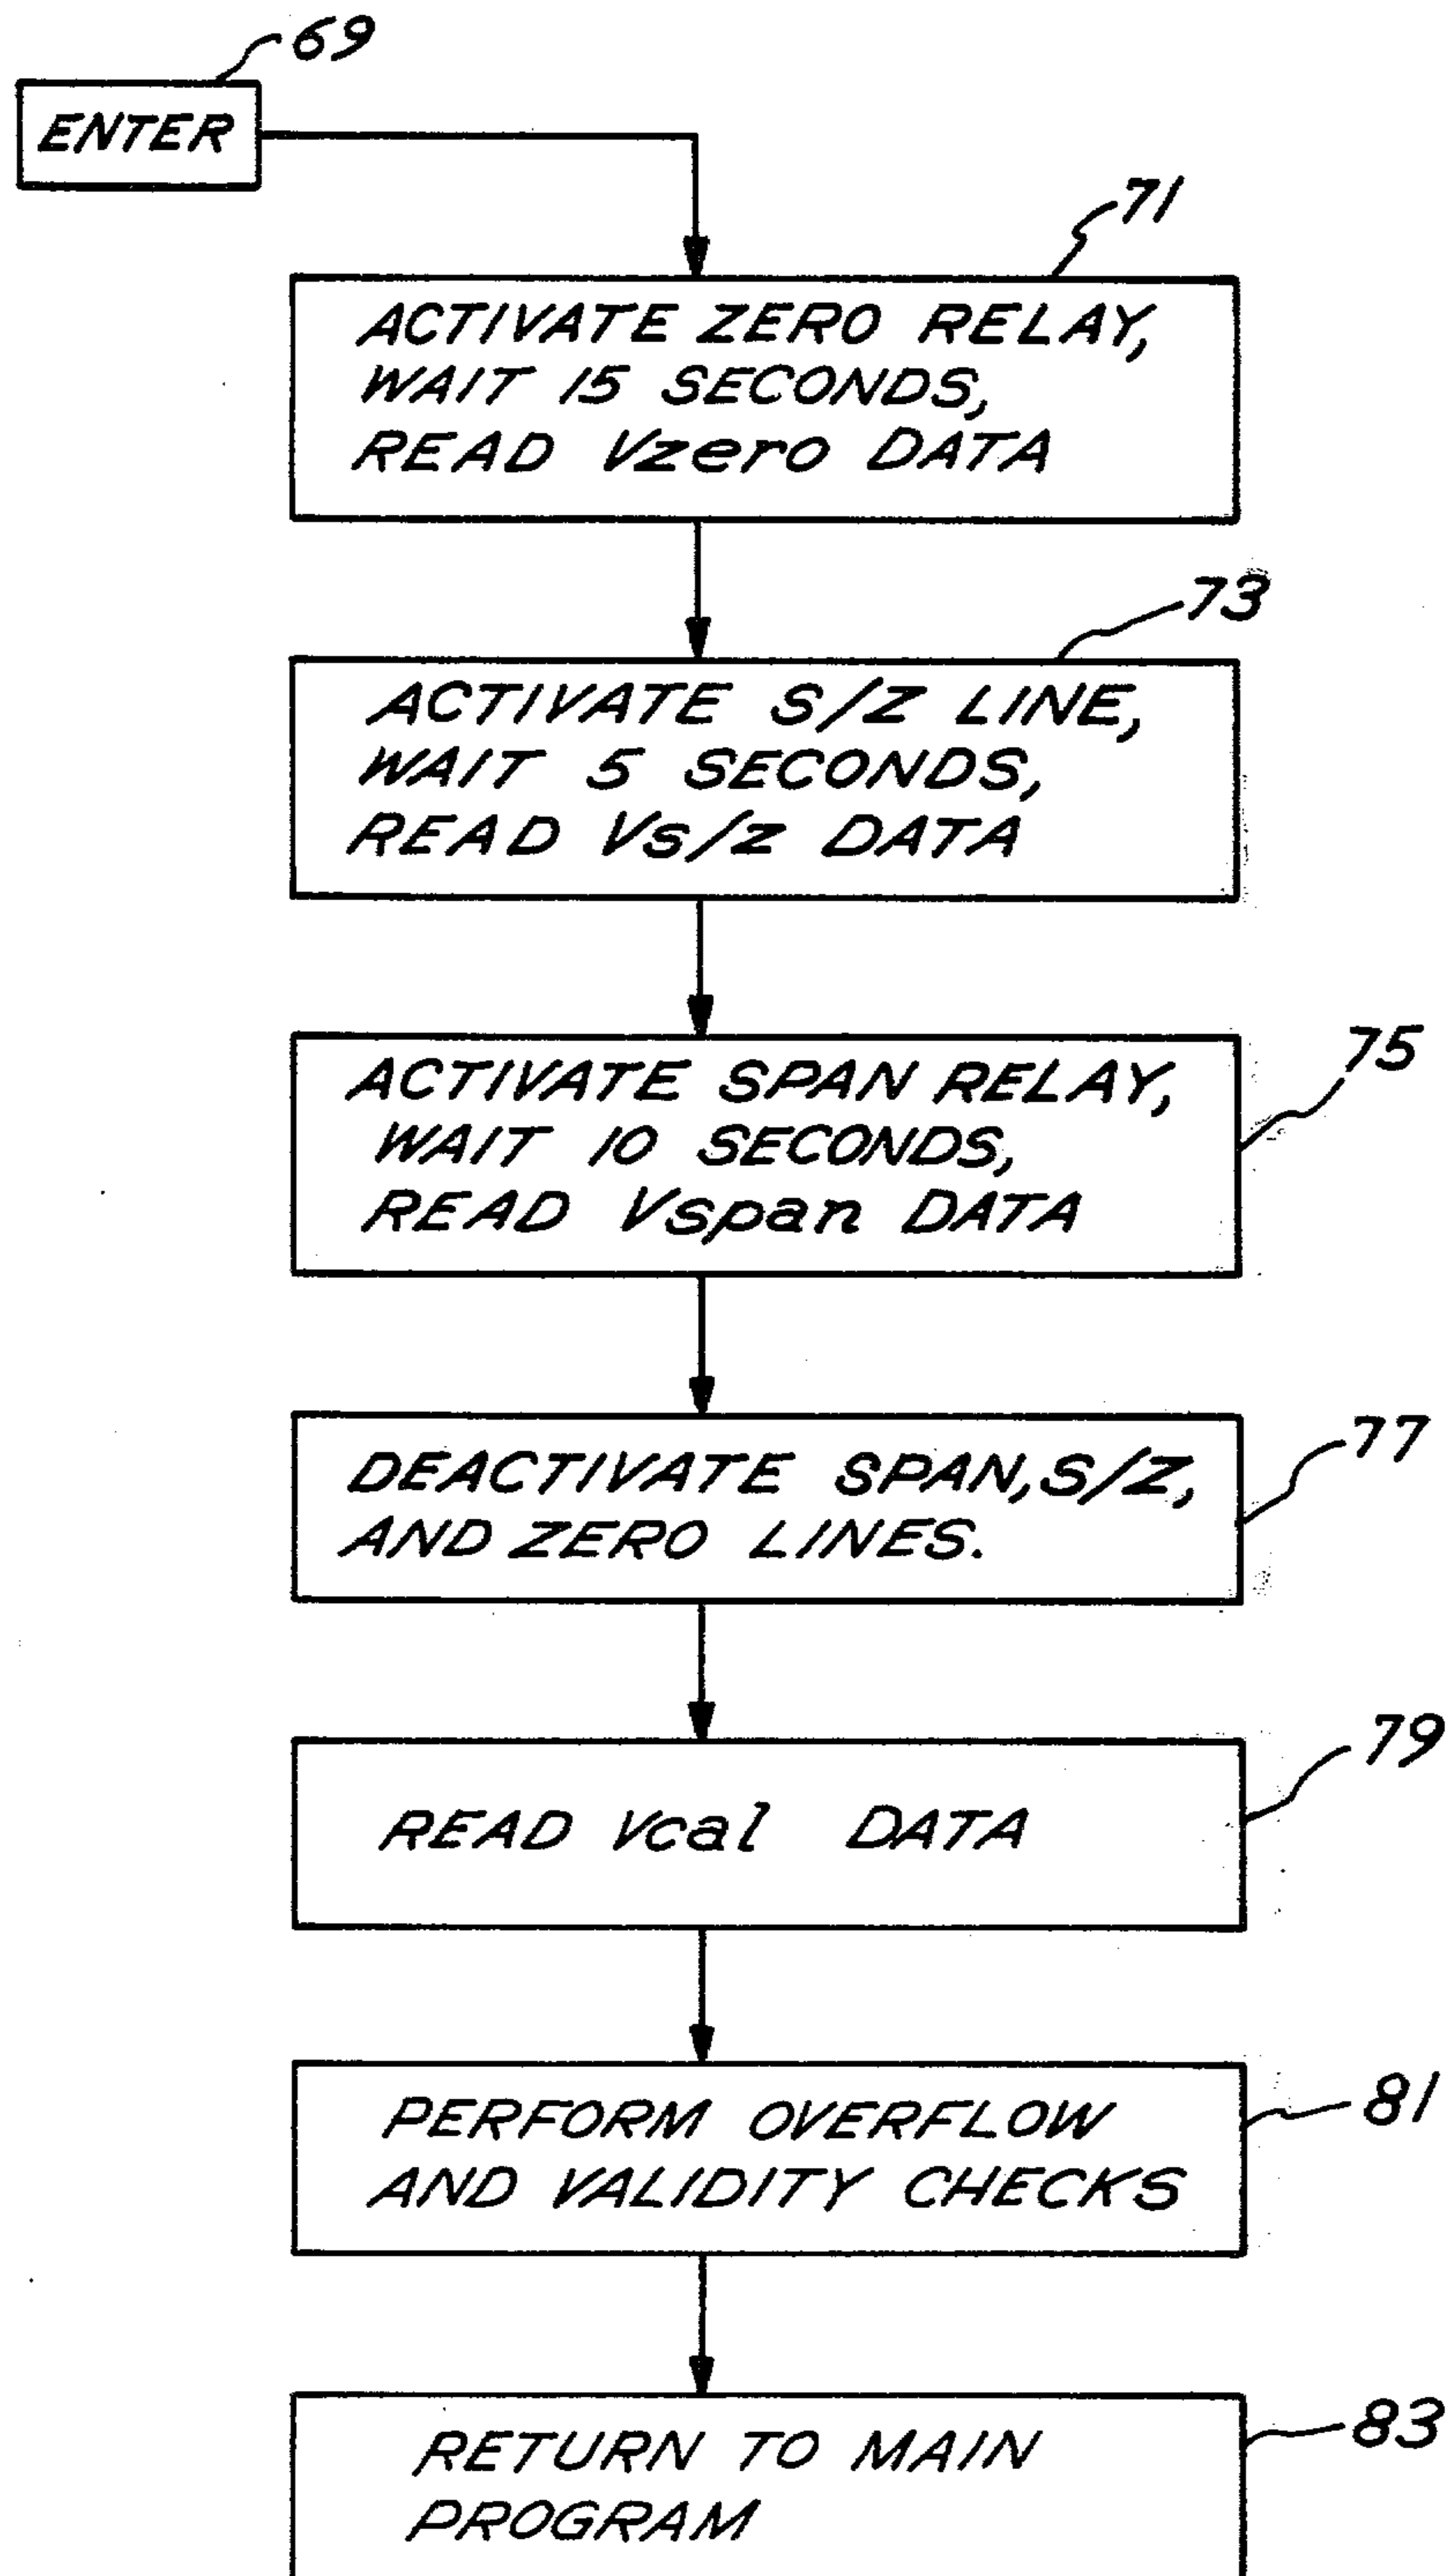 69
ENTER
71
ACTIVATE ZERO RELAY,
WAIT 15 SECONDS,
READ Vzero DATA
73
ACTIVATE S/Z LINE,
WAIT 5 SECONDS,
READ Vs/z DATA
75
ACTIVATE SPAN RELAY,
WAIT 10 SECONDS,
READ Vspan DATA
77
DEACTIVATE SPAN, S/Z,
AND ZERO LINES.
79
READ Vcal DATA
81
PERFORM OVERFLOW
AND VALIDITY CHECKS
83
RETURN TO MAIN
PROGRAM